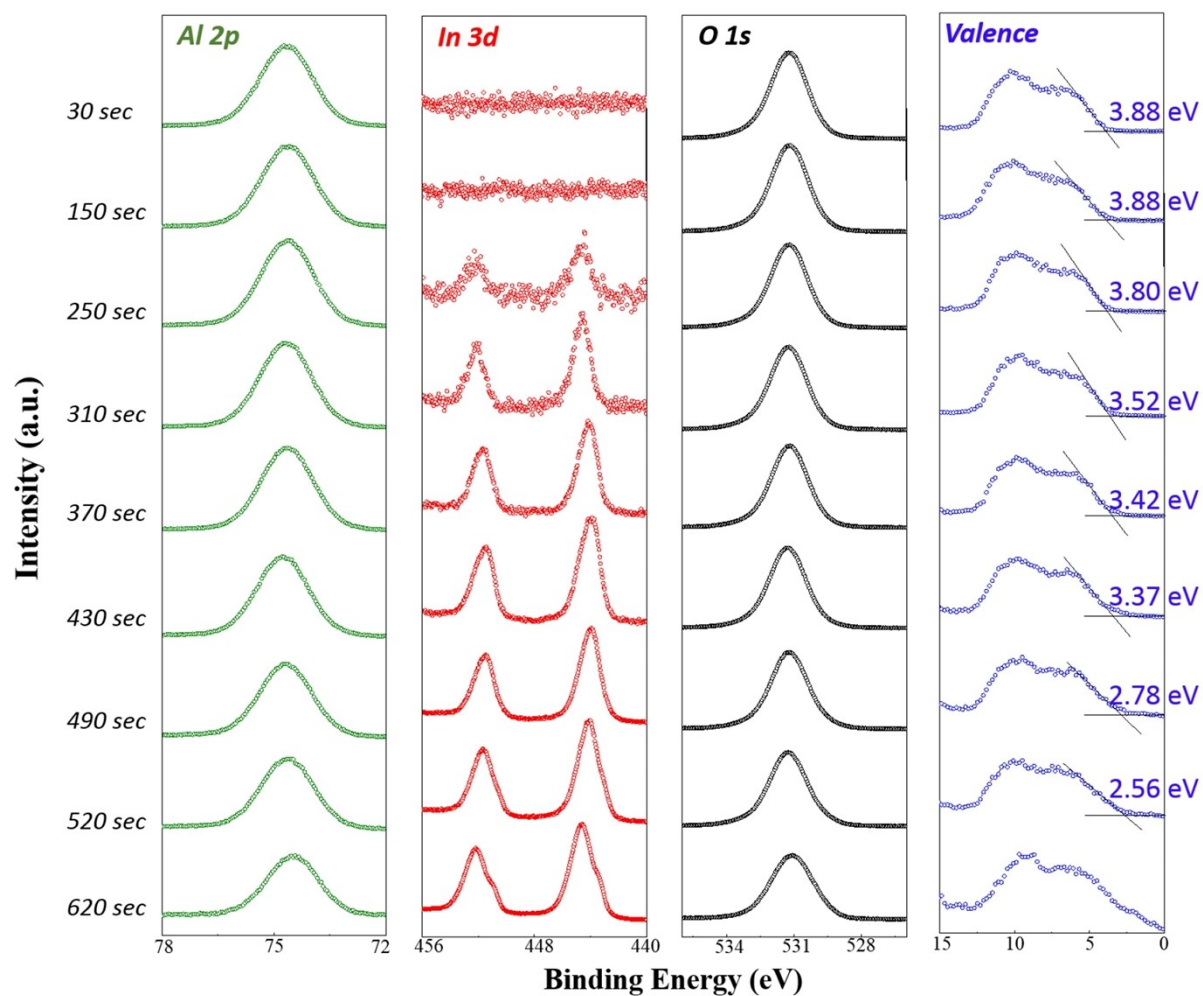 Al 2p
In 3d
O 1s
Valence
30 sec
3.88 eV
150 sec
3.88 eV
250 sec
3.80 eV
310 sec
3.52 eV
370 sec
3.42 eV
430 sec
3.37 eV
490 sec
2.78 eV
520 sec
2.56 eV
620 sec
Intensity (a.u.)
78 75 72
456 448 440
534 531 528
15 10 5 0
Binding Energy (eV)